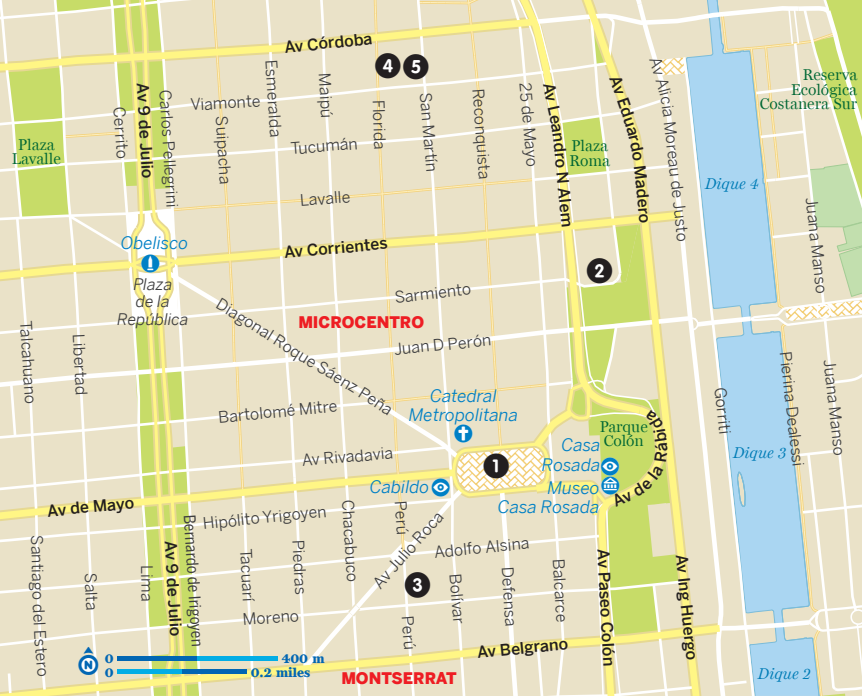 Av Córdoba
4
5
Reserva
Ecológica
Costanera Sur
Av 9 de Julio
Carlos Pellegrini
Cerrito
Viamonte
Suipacha
Esmeralda
Maipú
Florida
San Martín
Reconquista
25 de Mayo
Av Leandro N Alem
Av Eduardo Madero
Av Alicia Moreau de Justo
Plaza
Lavalle
Tucumán
Plaza
Roma
Dique 4
Lavalle
Juana Manso
Obelisco
Av Corrientes
Plaza
de la
República
2
Sarmiento
Diagonal Roque Sáenz Peña
MICROCENTRO
Juan D Perón
Talcahuano
Libertad
Pierina Dealessi
Juana Manso
Gorriti
Bartolomé Mitre
Catedral
Metropolitana
Parque
Colón
Av de la Rábida
Dique 3
Av Rivadavia
1
Casa
Rosada
Cabildo
Museo
Casa Rosada
Av de Mayo
Hipólito Yrigoyen
Chacabuco
Perú
Av Julio Roca
Adolfo Alsina
Santiago del Estero
Salta
Lima
Av 9 de Julio
Bernardo de Irigoyen
Tacuarí
Piedras
3
Bolívar
Defensa
Balcarce
Av Paseo Colón
Av Ing Huergo
Moreno
Perú
Av Belgrano
N
0
400 m
0
0.2 miles
MONTSERRAT
Dique 2